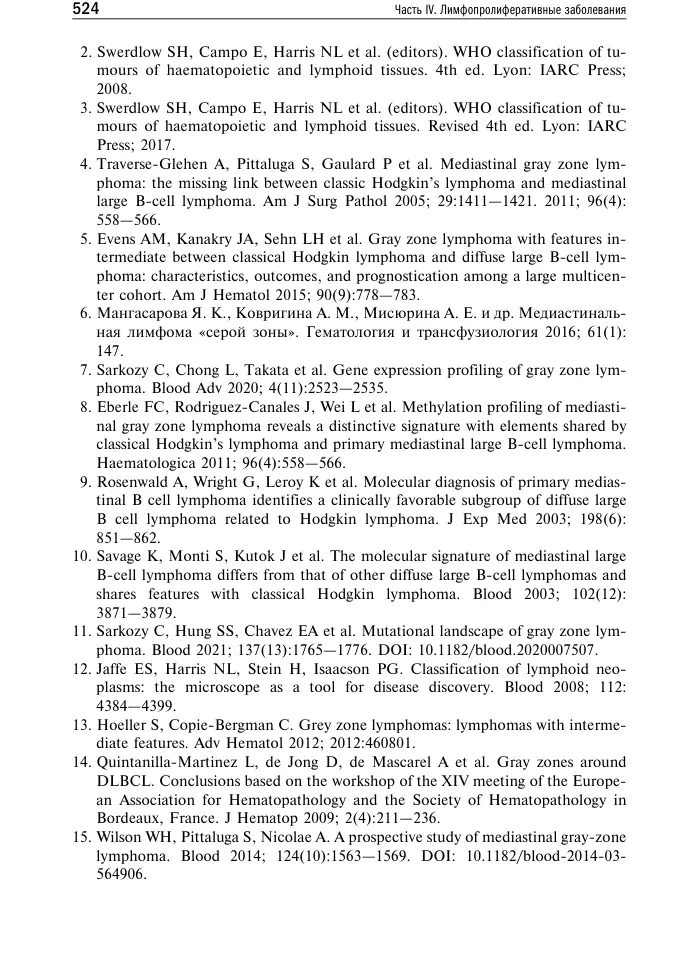 524
Часть IV. Лимфопролиферативные заболевания
2. Swerdlow SH, Campo E, Harris NL et al. (editors). WHO classification of tu-
mours of haematopoietic and lymphoid tissues. 4th ed. Lyon: IARC Press;
2008.
3. Swerdlow SH, Campo E, Harris NL et al. (editors). WHO classification of tu-
mours of haematopoietic and lymphoid tissues. Revised 4th ed. Lyon: IARC
Press; 2017.
4. Traverse-Glehen A, Pittaluga S, Gaulard P et al. Mediastinal gray zone lym-
phoma: the missing link between classic Hodgkin's lymphoma and mediastinal
large B-cell lymphoma. Am J Surg Pathol 2005; 29:1411—1421. 2011; 96(4):
558—566.
5. Evens AM, Kanakry JA, Sehn LH et al. Gray zone lymphoma with features in-
termediate between classical Hodgkin lymphoma and diffuse large B-cell lym-
phoma: characteristics, outcomes, and prognostication among a large multicen-
ter cohort. Am J Hematol 2015; 90(9):778—783.
6. Мангасарова Я. К., Ковригина А. М., Мисюрина А. Е. и др. Медиастиналь-
ная лимфома «серой зоны». Гематология и трансфузиология 2016; 61(1):
147.
7. Sarkozy C, Chong L, Takata et al. Gene expression profiling of gray zone lym-
phoma. Blood Adv 2020; 4(11):2523—2535.
8. Eberle FC, Rodriguez-Canales J, Wei L et al. Methylation profiling of mediasti-
nal gray zone lymphoma reveals a distinctive signature with elements shared by
classical Hodgkin's lymphoma and primary mediastinal large B-cell lymphoma.
Haematologica 2011; 96(4):558—566.
9. Rosenwald A, Wright G, Leroy K et al. Molecular diagnosis of primary medias-
tinal B cell lymphoma identifies a clinically favorable subgroup of diffuse large
B cell lymphoma related to Hodgkin lymphoma. J Exp Med 2003; 198(6):
851—862.
10. Savage K, Monti S, Kutok J et al. The molecular signature of mediastinal large
B-cell lymphoma differs from that of other diffuse large B-cell lymphomas and
shares features with classical Hodgkin lymphoma. Blood 2003; 102(12):
3871—3879.
11. Sarkozy C, Hung SS, Chavez EA et al. Mutational landscape of gray zone lym-
phoma. Blood 2021; 137(13):1765—1776. DOI: 10.1182/blood.2020007507.
12. Jaffe ES, Harris NL, Stein H, Isaacson PG. Classification of lymphoid neo-
plasms: the microscope as a tool for disease discovery. Blood 2008; 112:
4384—4399.
13. Hoeller S, Copie-Bergman C. Grey zone lymphomas: lymphomas with interme-
diate features. Adv Hematol 2012; 2012:460801.
14. Quintanilla-Martinez L, de Jong D, de Mascarel A et al. Gray zones around
DLBCL. Conclusions based on the workshop of the XIV meeting of the Europe-
an Association for Hematopathology and the Society of Hematopathology in
Bordeaux, France. J Hematop 2009; 2(4):211—236.
15. Wilson WH, Pittaluga S, Nicolae A. A prospective study of mediastinal gray-zone
lymphoma. Blood 2014; 124(10):1563—1569. DOI: 10.1182/blood-2014-03-
564906.